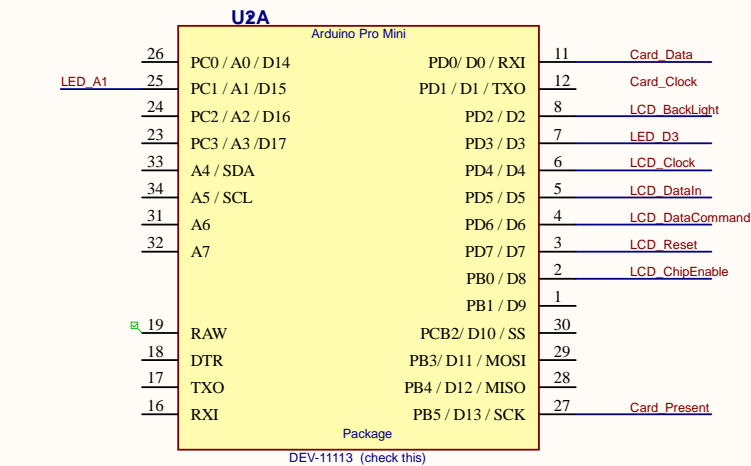 U2A
Arduino Pro Mini
26 PC0 / A0 / D14 PD0/ D0 / RXI 11 Card_Data
LED_A1 25 PC1 / A1 /D15 PD1 / D1 / TXO 12 Card_Clock
24 PC2 / A2 / D16 PD2 / D2 8 LCD_BackLight
23 PC3 / A3 /D17 PD3 / D3 7 LED_D3
33 A4 / SDA PD4 / D4 6 LCD_Clock
34 A5 / SCL PD5 / D5 5 LCD_DataIn
31 A6 PD6 / D6 4 LCD_DataCommand
32 A7 PD7 / D7 3 LCD_Reset
PB0 / D8 2 LCD_ChipEnable
PB1 / D9 1
19 RAW PCB2/ D10 / SS 30
18 DTR PB3/ D11 / MOSI 29
17 TXO PB4 / D12 / MISO 28
16 RXI PB5 / D13 / SCK 27 Card_Present
Package
DEV-11113 (check this)